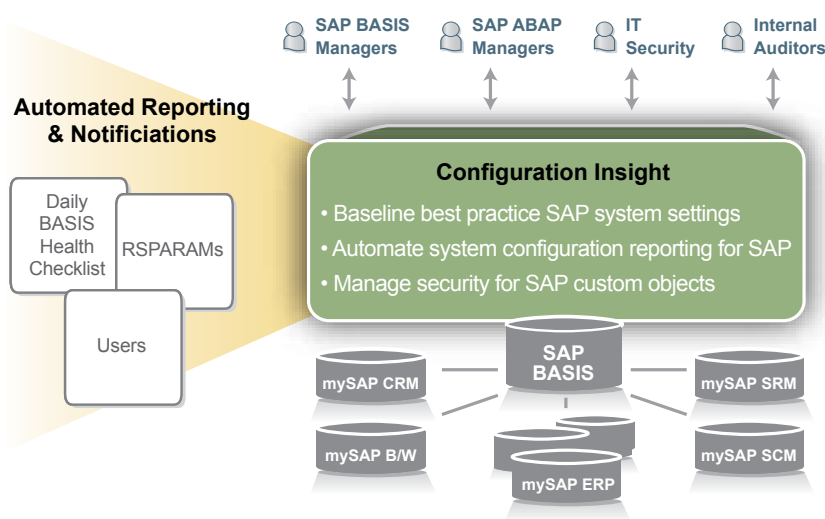 SAP BASIS
Managers
SAP ABAP
Managers
IT
Security
Internal
Auditors
Automated Reporting
& Notificiations
Daily
BASIS
Health
Checklist
RSPARAMs
Users
Configuration Insight
• Baseline best practice SAP system settings
• Automate system configuration reporting for SAP
• Manage security for SAP custom objects
SAP
BASIS
mySAP CRM
mySAP SRM
mySAP B/W
mySAP ERP
mySAP SCM